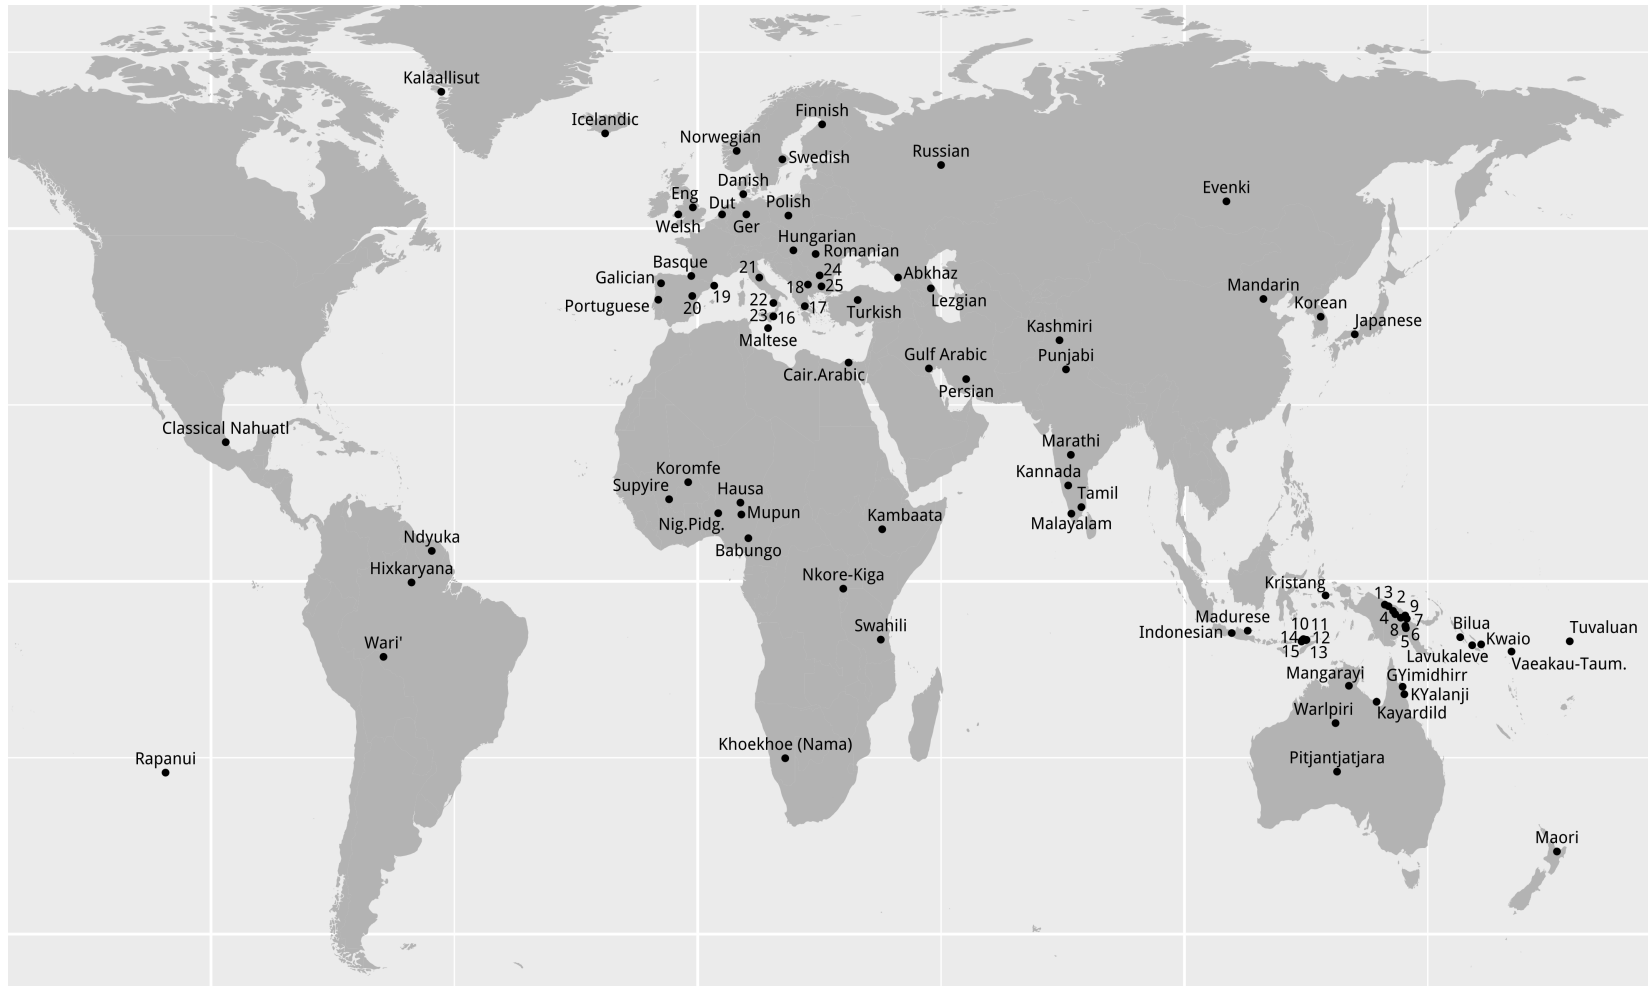 Kalaallisut
Icelandic
Finnish
Norwegian
Swedish
Russian
Danish
Evenki
Eng
Dut
Polish
Welsh
Ger
Hungarian
Romanian
Basque
21
24
Abkhaz
Galician
18
25
Mandarin
19
Lezgian
Portuguese
20
22
17
Korean
23
16
Turkish
Japanese
Maltese
Kashmiri
Gulf Arabic
Punjabi
Cair.Arabic
Persian
Classical Nahuatl
Marathi
Koromfe
Kannada
Supyire
Hausa
Tamil
Mupun
Kambaata
Nig.Pidg.
Malayalam
Ndyuka
Babungo
Hixkaryana
Nkore-Kiga
Kristang
13
2
9
Madurese
4
7
Swahili
10
11
Bilua
Tuvaluan
Indonesian
8
6
Wari'
14
12
5
Kwaio
15
13
Lavukaleve
Vaeakau-Taum.
Mangarayi
GYimidhirr
KYalanji
Warlpiri
Kayardild
Khoekhoe (Nama)
Rapanui
Pitjantjatjara
Maori